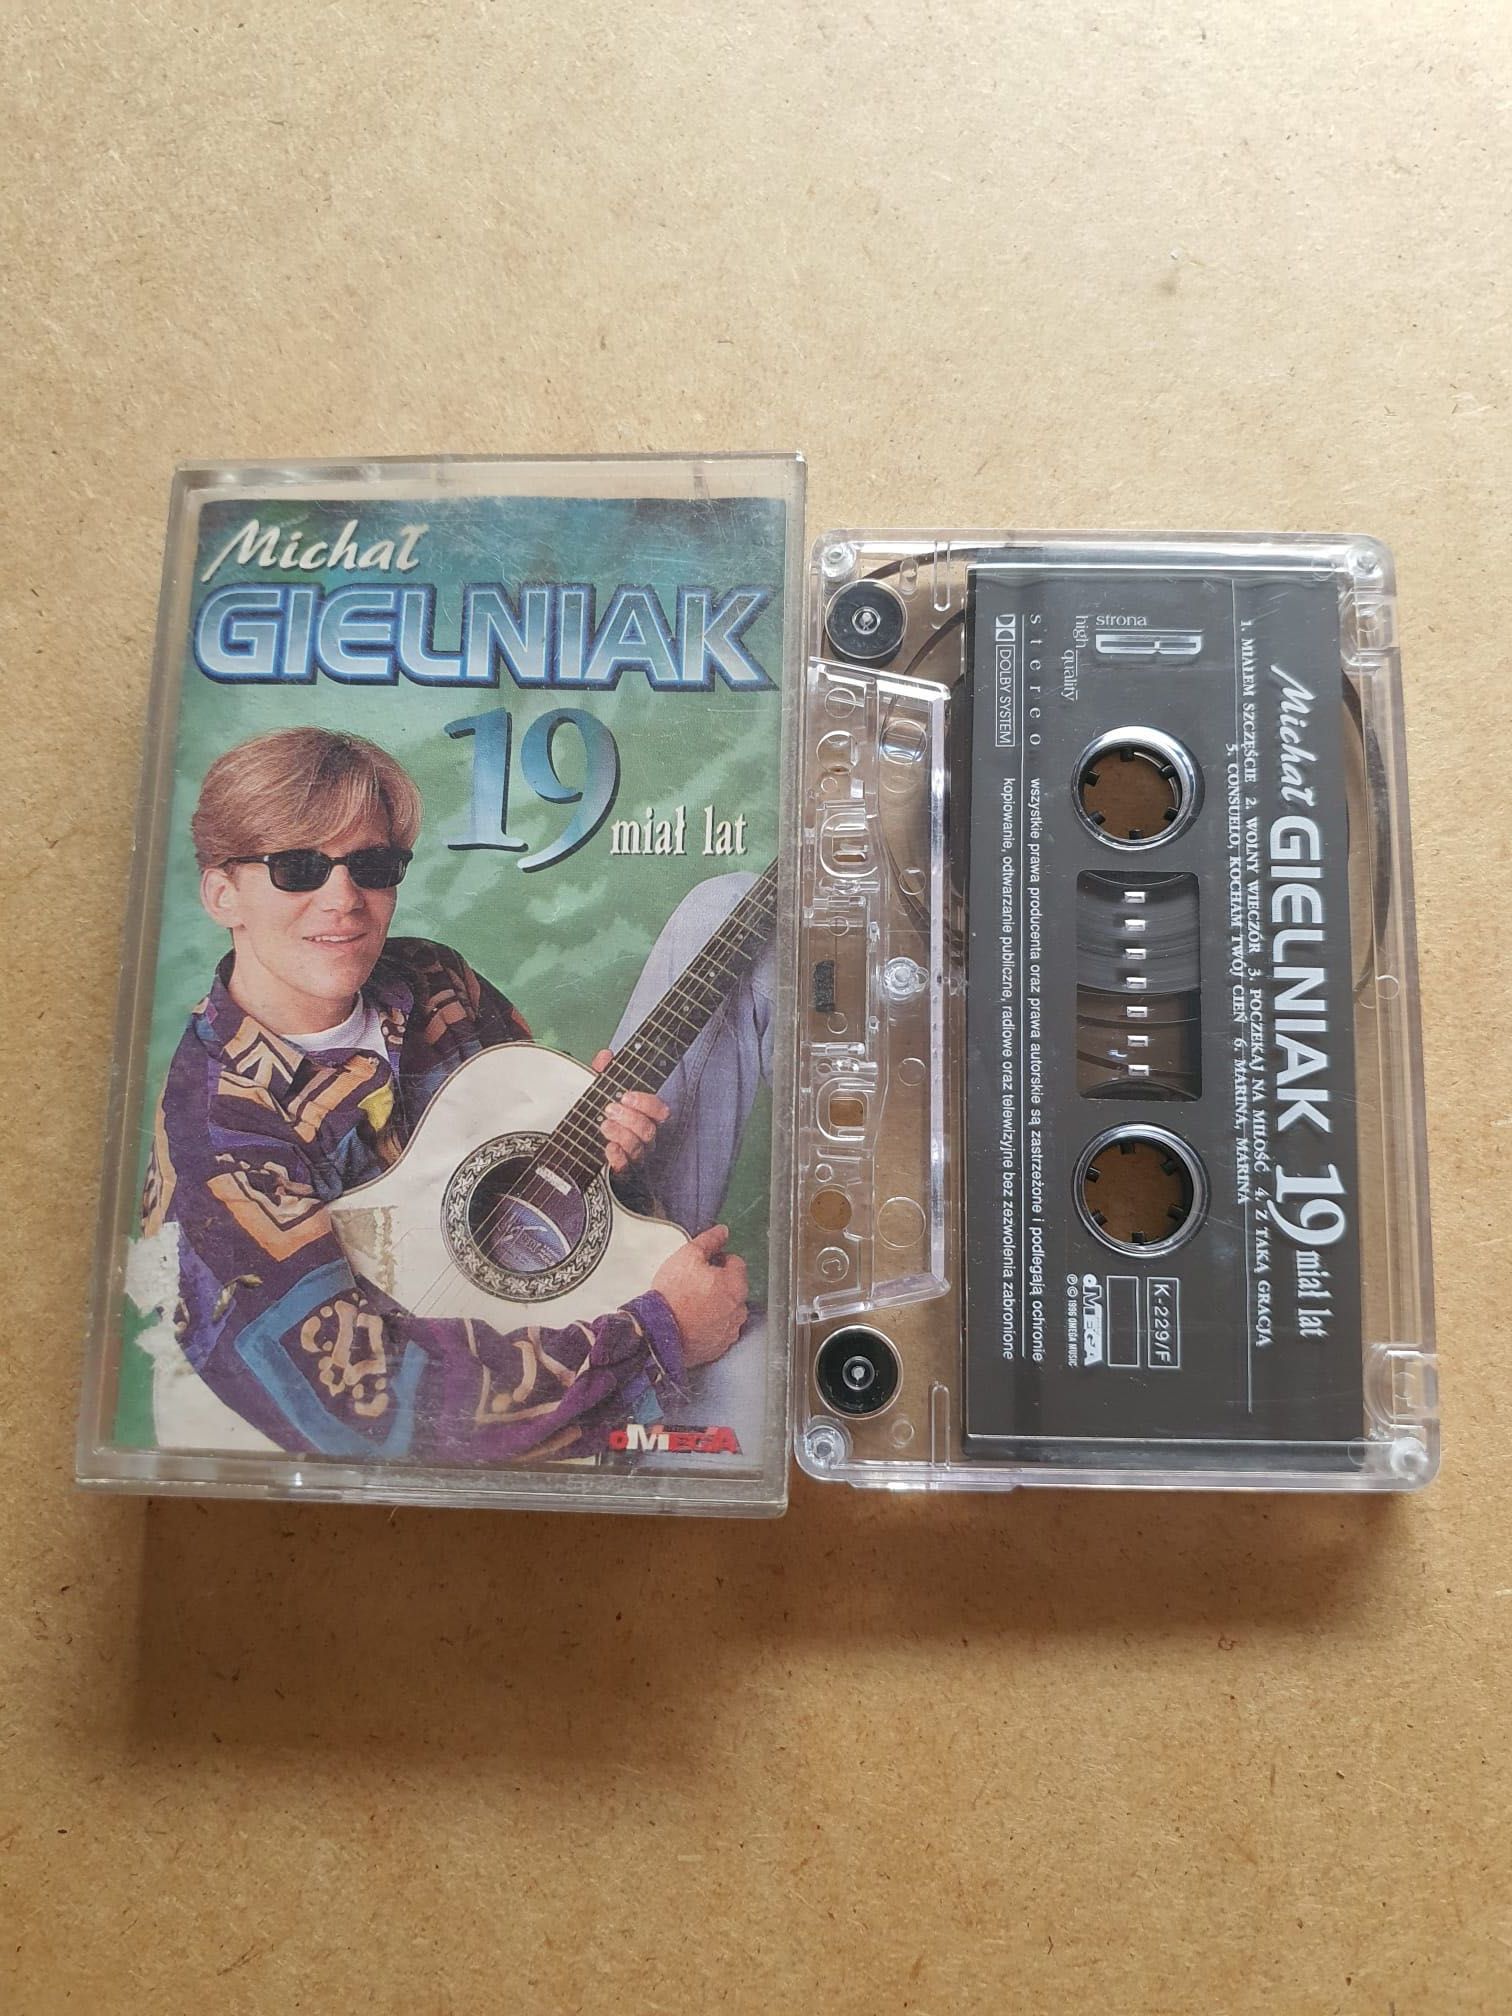 Michał
GIELNIAK
19
miał lat
OMEGA
Michał GIELNIAK 19 miał lat
1. MIAŁEM SZCZĘŚCIE 2. WOLNY WIECZÓR 3. POCZEKAJ NA MIŁOŚĆ 4. Z TAKĄ GRACJĄ
5. CONSUELO, KOCHAM TWÓJ CIEŃ 6. MARINA, MARINA
strona
B
high quality
K-229/F
OMEGA
℗ © 1996 OMEGA MUSIC
stereo
DOLBY SYSTEM
wszystkie prawa producenta oraz prawa autorskie są zastrzeżone i podlegają ochronie
kopiowanie, odtwarzanie publiczne, radiowe oraz telewizyjne bez zezwolenia zabronione